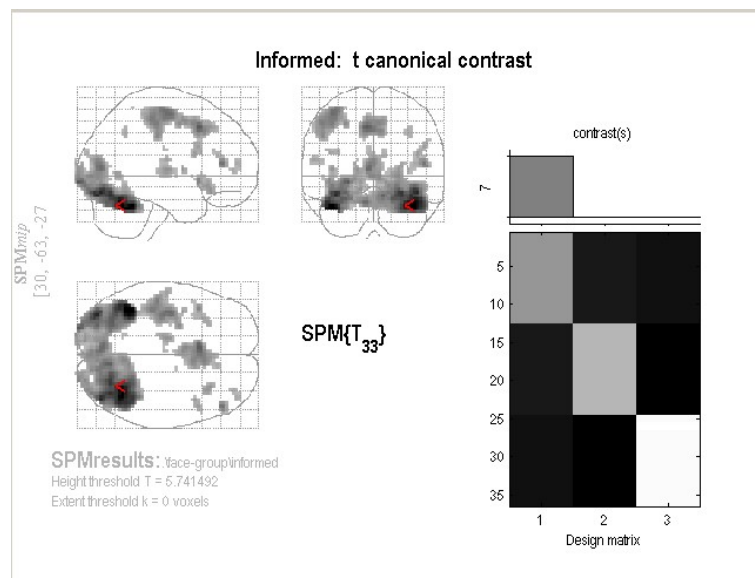 Informed: t canonical contrast
SPMmip
[30, -63, -27]
SPM{T33}
SPMresults: .\face-group\informed
Height threshold T = 5.741492
Extent threshold k = 0 voxels
contrast(s)
7
5
10
15
20
25
30
35
1 2 3
Design matrix